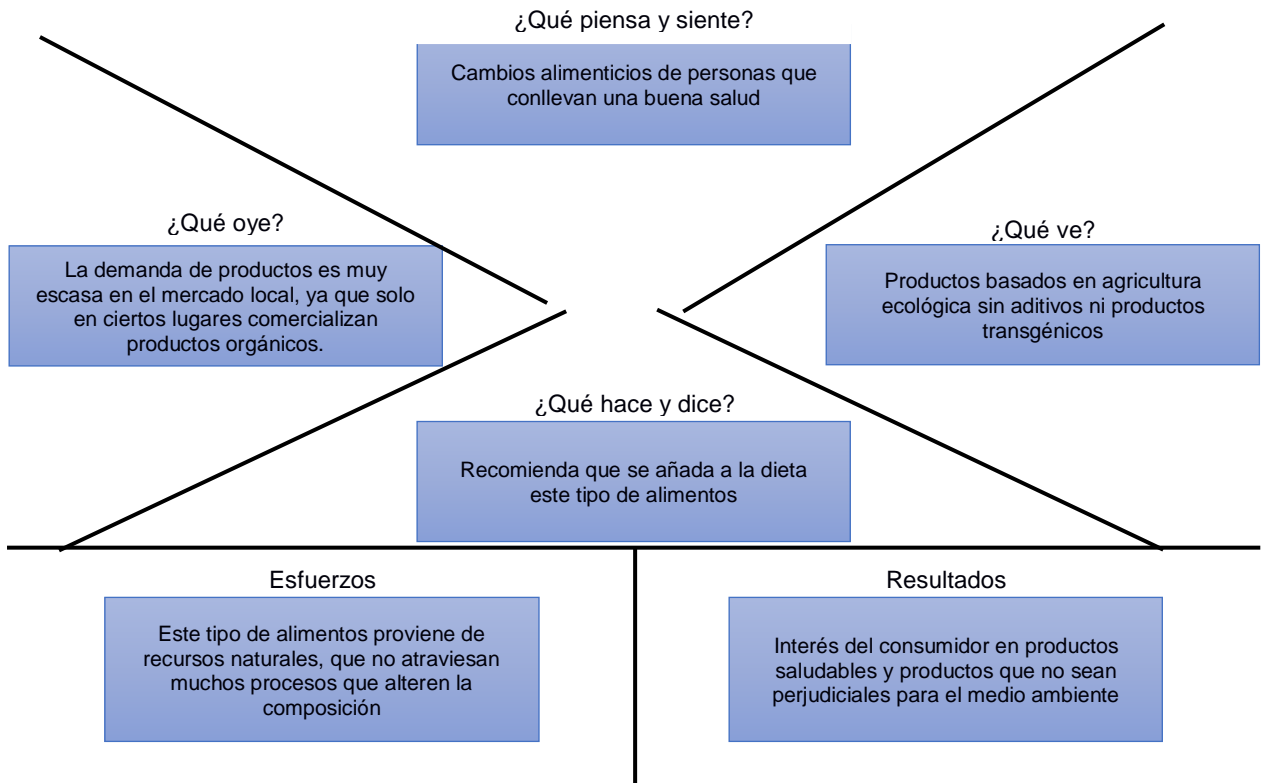 ¿Qué piensa y siente?
Cambios alimenticios de personas que
conllevan una buena salud
¿Qué oye?
La demanda de productos es muy
escasa en el mercado local, ya que solo
en ciertos lugares comercializan
productos orgánicos.
¿Qué ve?
Productos basados en agricultura
ecológica sin aditivos ni productos
transgénicos
¿Qué hace y dice?
Recomienda que se añada a la dieta
este tipo de alimentos
Esfuerzos
Este tipo de alimentos proviene de
recursos naturales, que no atraviesan
muchos procesos que alteren la
composición
Resultados
Interés del consumidor en productos
saludables y productos que no sean
perjudiciales para el medio ambiente